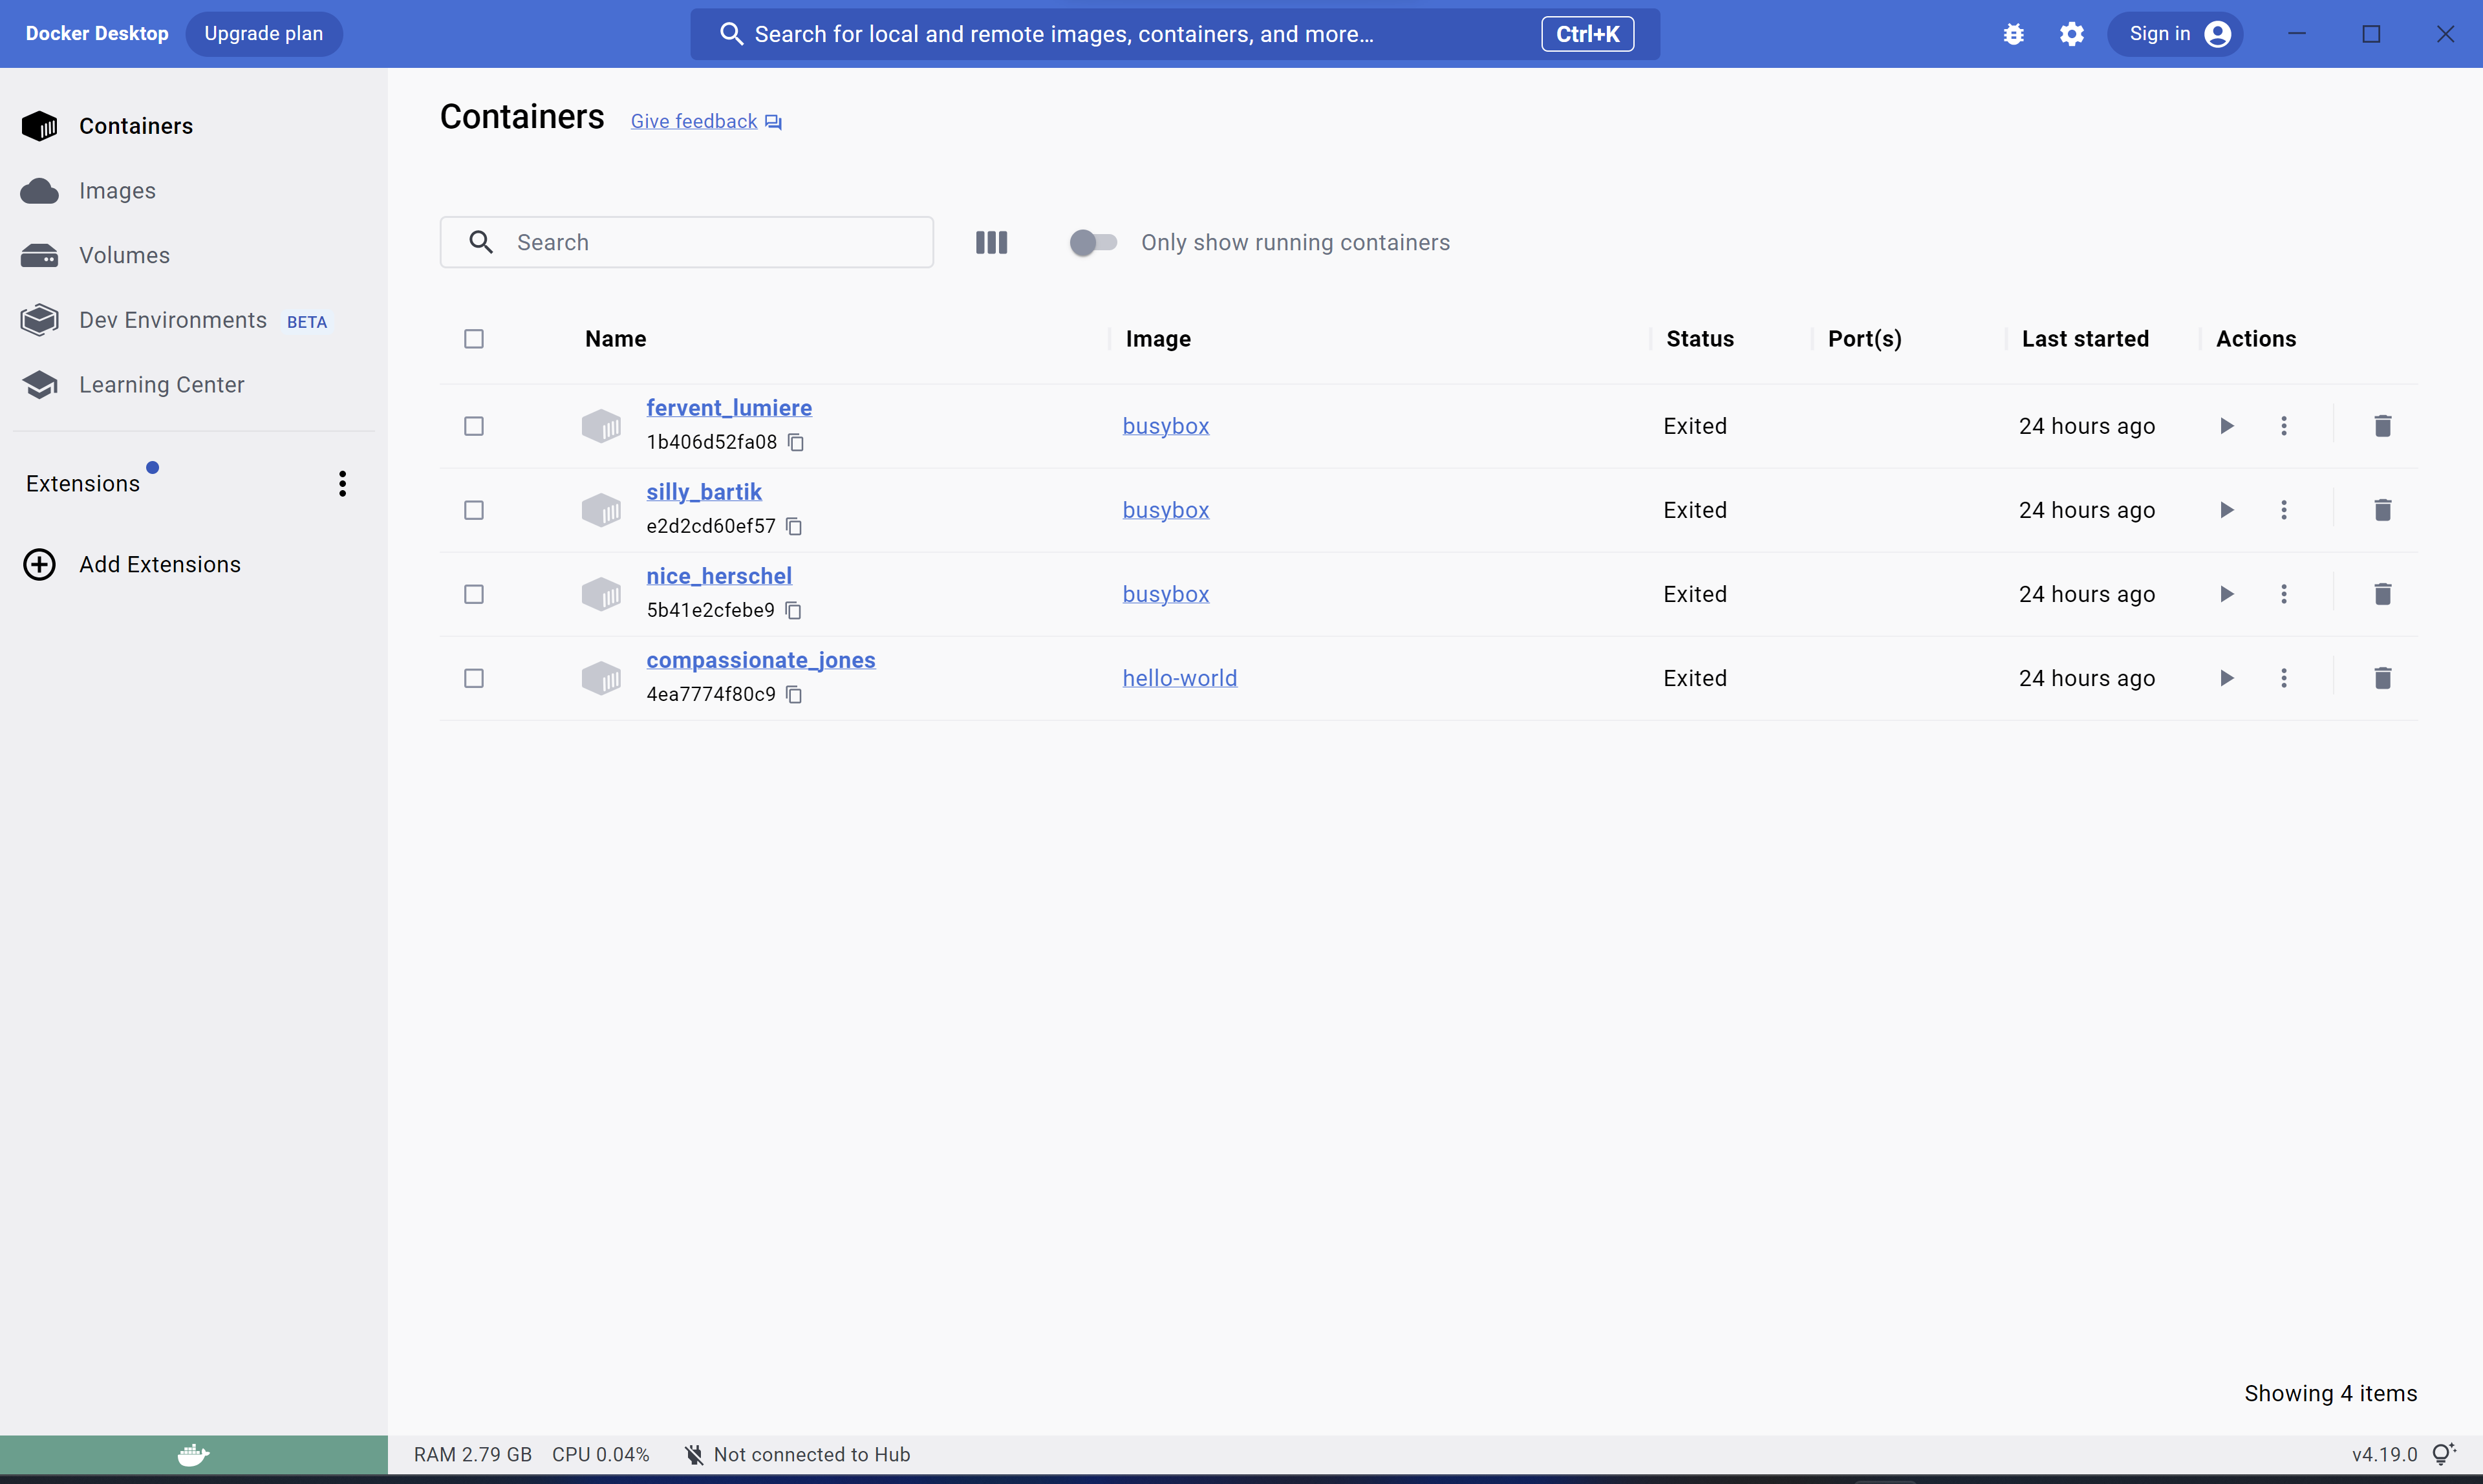 Docker Desktop Upgrade plan Search for local and remote images, containers, and more... Ctrl+K Sign in
Containers
Images
Volumes
Dev Environments BETA
Learning Center
Extensions
Add Extensions
Containers Give feedback
Search Only show running containers
Name Image Status Port(s) Last started Actions
fervent_lumiere
1b406d52fa08
busybox Exited 24 hours ago
silly_bartik
e2d2cd60ef57
busybox Exited 24 hours ago
nice_herschel
5b41e2cfebe9
busybox Exited 24 hours ago
compassionate_jones
4ea7774f80c9
hello-world Exited 24 hours ago
Showing 4 items
RAM 2.79 GB CPU 0.04% Not connected to Hub v4.19.0